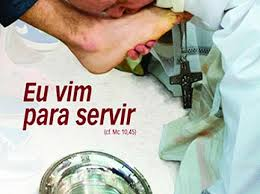 Eu vim
para servir
(cf. Mc 10,45)